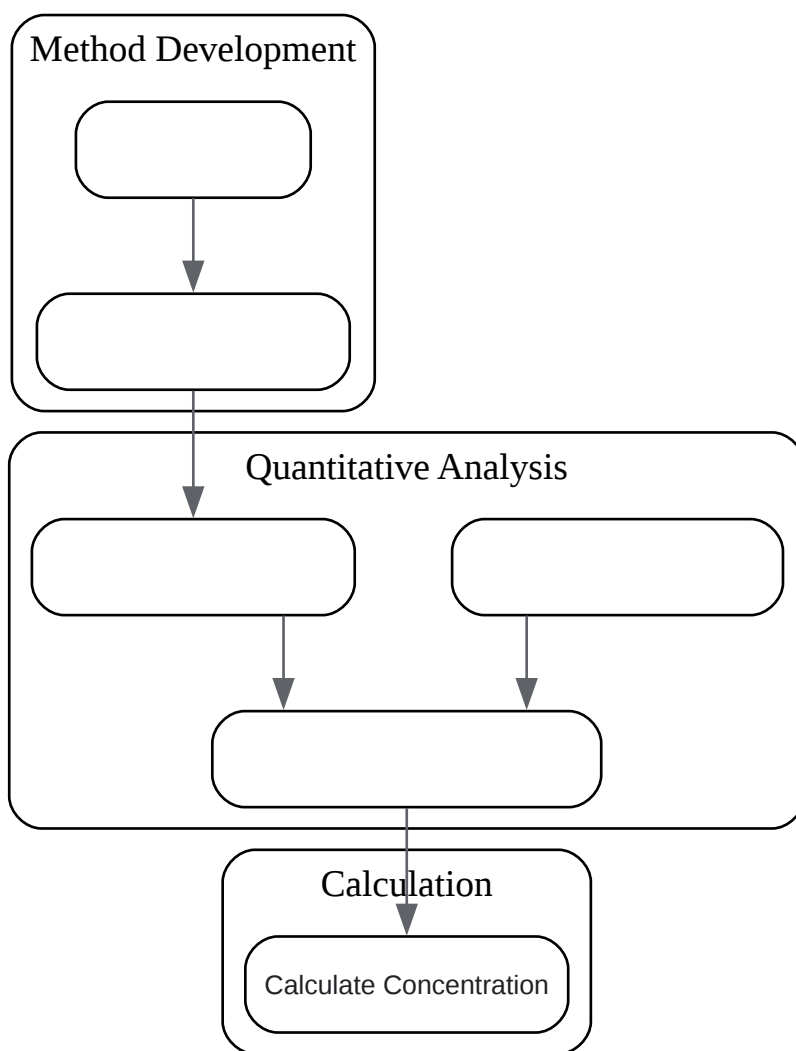 Method Development
Quantitative Analysis
Calculation
Calculate Concentration